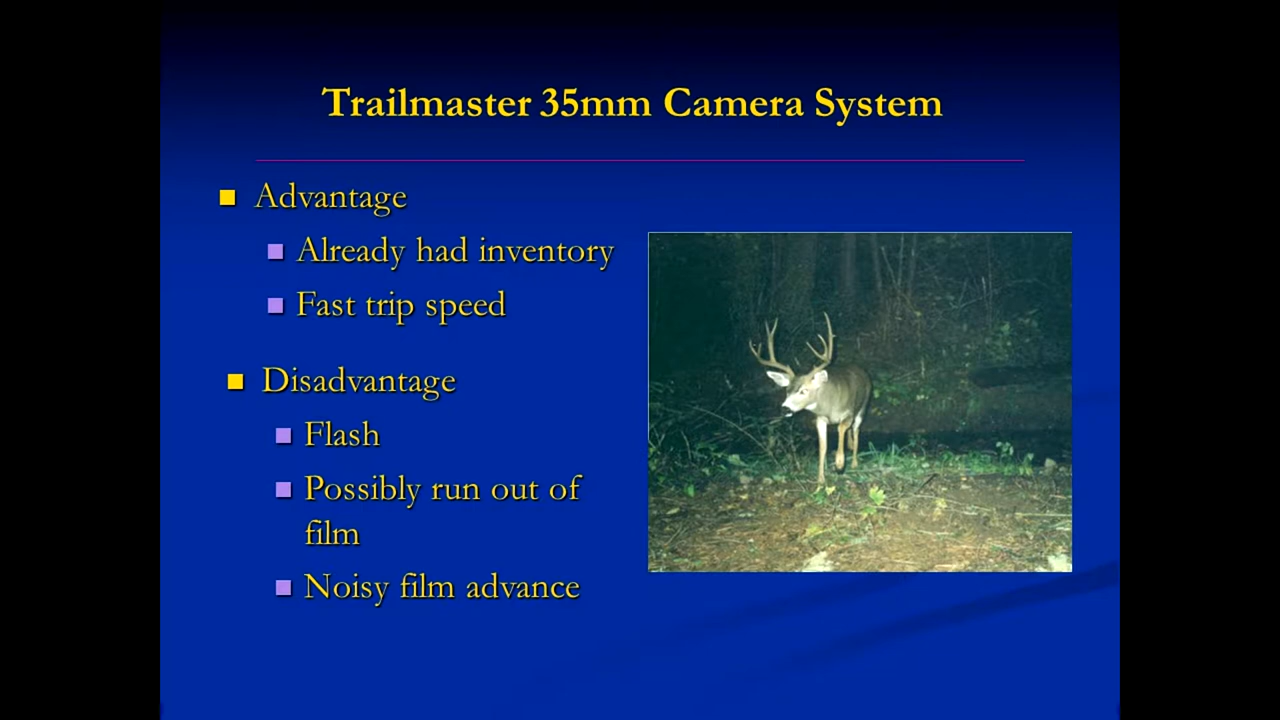 Trailmaster 35mm Camera System
Advantage
Already had inventory
Fast trip speed
Disadvantage
Flash
Possibly run out of
film
Noisy film advance